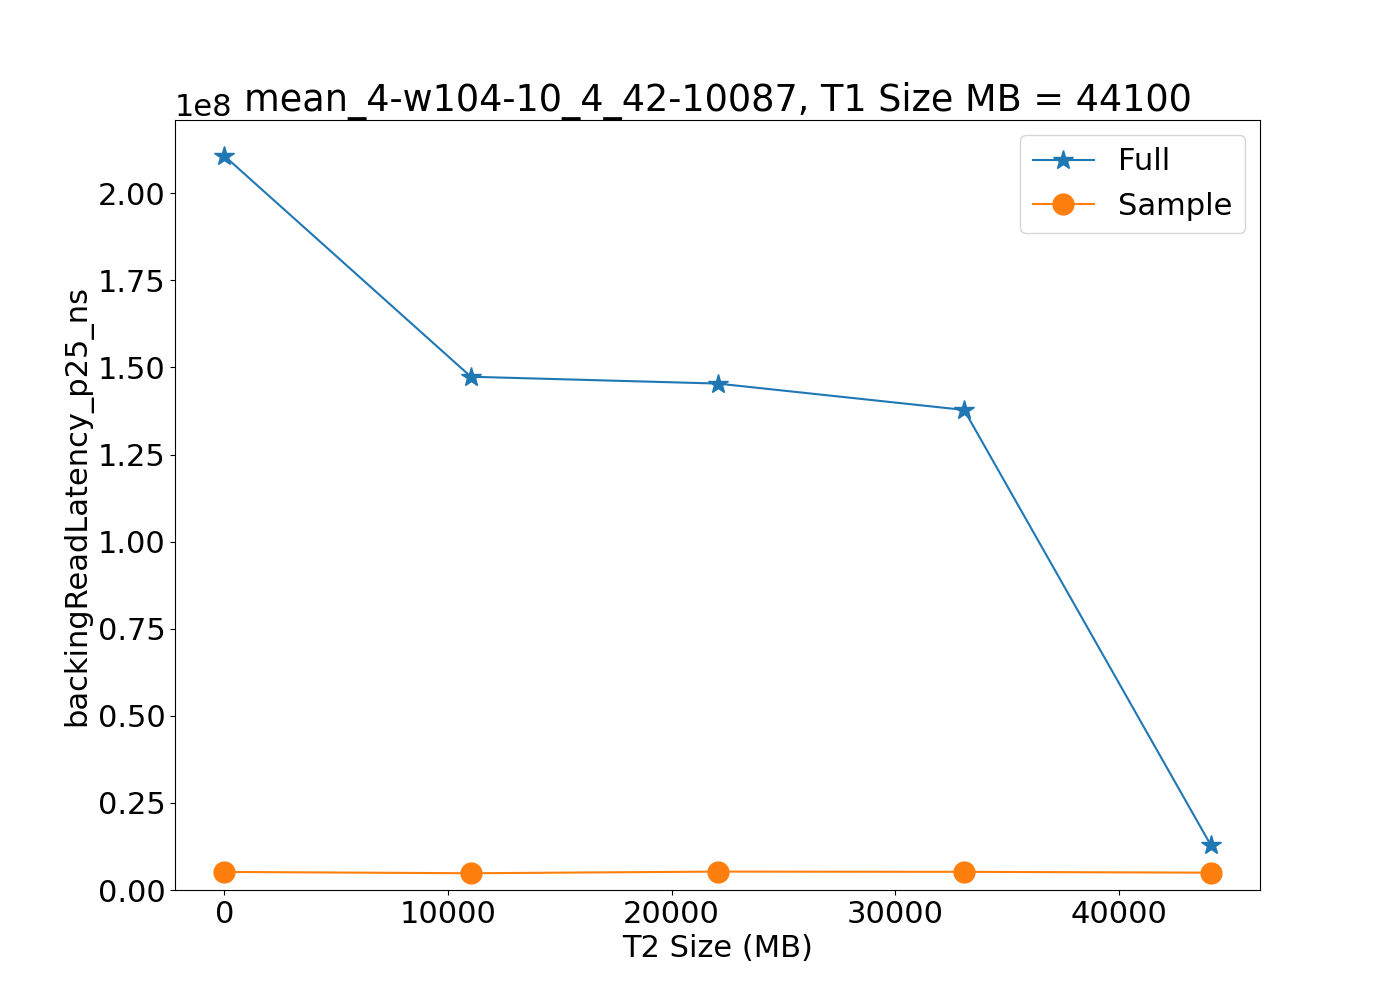 1e8
mean_4-w104-10_4_42-10087, T1 Size MB = 44100
Full
Sample
backingReadLatency_p25_ns
2.00
1.75
1.50
1.25
1.00
0.75
0.50
0.25
0.00
0 10000 20000 30000 40000
T2 Size (MB)